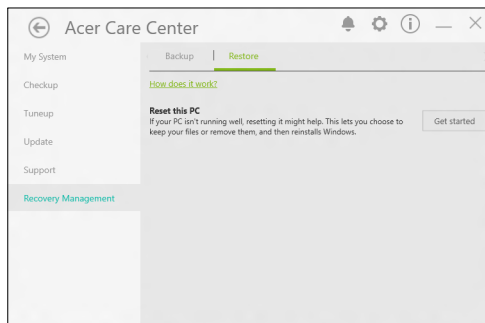 Acer Care Center
My System
Checkup
Tuneup
Update
Support
Recovery Management
Backup
Restore
How does it work?
Reset this PC
If your PC isn't running well, resetting it might help. This lets you choose to
keep your files or remove them, and then reinstalls Windows.
Get started